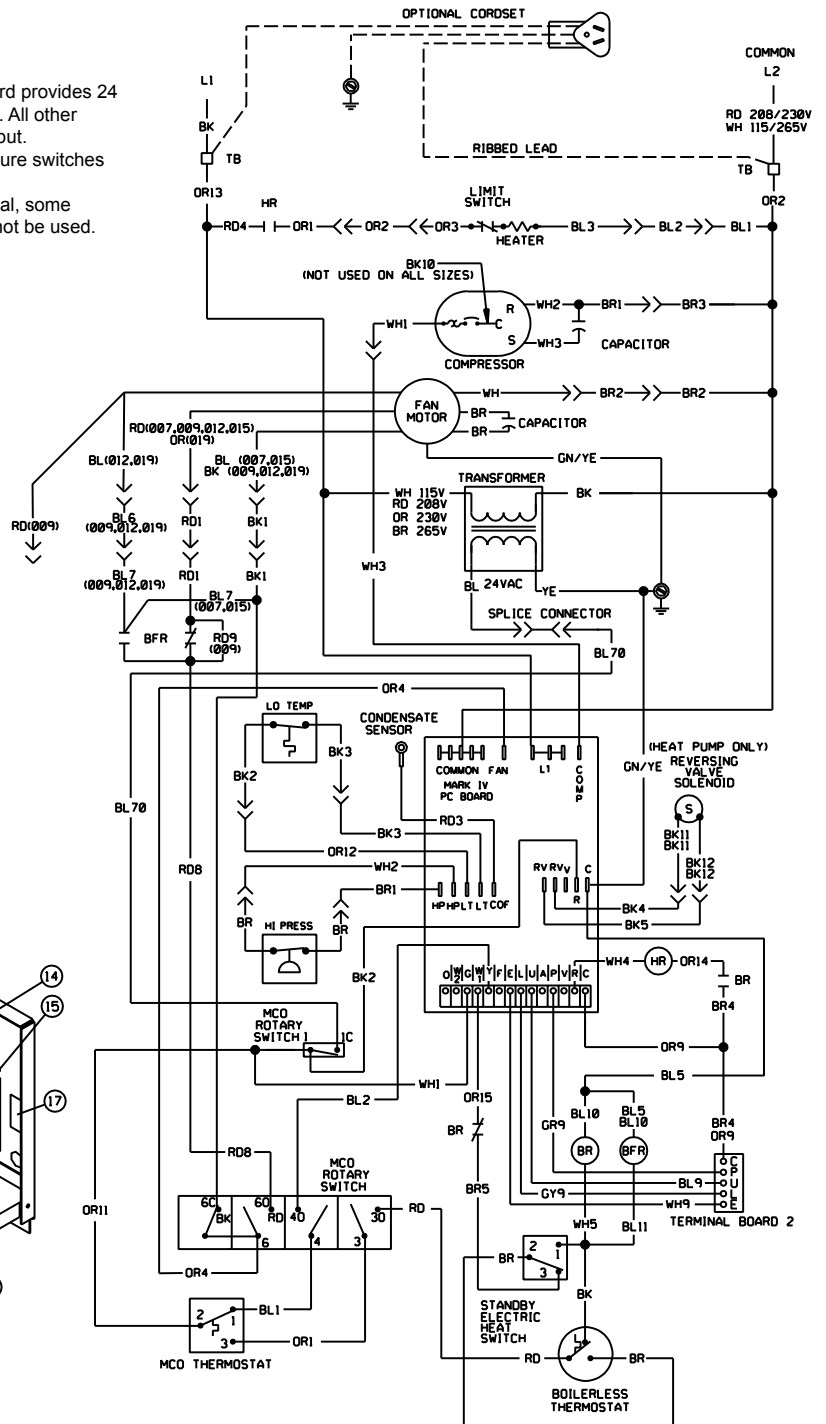 OPTIONAL CORDSET
COMMON
L1
L2
rd provides 24
. All other
out.
ure switches
al, some
not be used.
BK
RD 208/230V
WH 115/265V
RIBBED LEAD
TB
TB
OR13
OR2
HR
LIMIT
SWITCH
RD4
OR1
OR2
OR3
HEATER
BL3
BL2
BL1
BK10
(NOT USED ON ALL SIZES)
R
C
S
WH1
WH2
BR1
BR3
WH3
CAPACITOR
COMPRESSOR
FAN
MOTOR
WH
BR2
BR2
BR
BR
CAPACITOR
RD(007,009,012,015)
OR(019)
BL(012,019)
BL (007,015)
BK (009,012,019)
GN/YE
TRANSFORMER
WH 115V
RD 208V
OR 230V
BR 265V
BK
RD(009)
BL6
(009,012,019)
RD1
BK1
WH3
BL7
(009,012,019)
RD1
BK1
BL 24VAC
YE
BL7
(007,015)
SPLICE CONNECTOR
BL70
BFR
RD9
(009)
OR4
LO TEMP
CONDENSATE
SENSOR
BK2
BK3
COMMON FAN
L1
COMP
MARK IV
PC BOARD
GN/YE
(HEAT PUMP ONLY)
REVERSING
VALVE
SOLENOID
S
BL70
RD3
BK3
OR12
WH2
BR1
BK11
BK11
BK12
BK12
RD8
RV RV V R C
HP HP LT LT COF
BK4
BK5
BR
BR
HI PRESS
BK2
WH4
HR
OR14
BR
O W2 G W1 Y F E L U A P V R C
BR4
MCO
ROTARY
SWITCH 1
1C
OR9
WH1
BL5
OR15
BL2
BL10
BL5
BL10
BR
BR
BFR
GR9
BR4
OR9
RD8
MCO
ROTARY
SWITCH
BR5
C
P
U
L
E
BL9
GY9
WH9
TERMINAL BOARD 2
6C
BK
6O
RD
4O
3O
RD
6
4
3
OR11
WH5
BL11
OR4
BR
2
1
3
BK
STANDBY
ELECTRIC
HEAT
SWITCH
2
1
3
BL1
OR1
MCO THERMOSTAT
RD
BR
BOILERLESS
THERMOSTAT
14
15
17